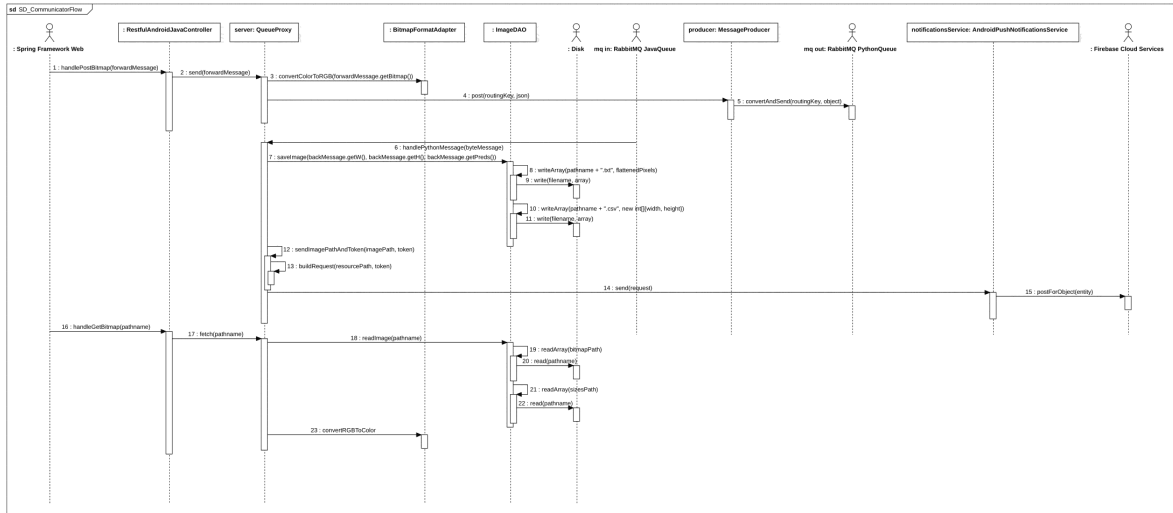 sd SD_CommunicatorFlow
: Spring Framework Web
: RestfulAndroidJavaController
server: QueueProxy
: BitmapFormatAdapter
: ImageDAO
: Disk
mq in: RabbitMQ JavaQueue
producer: MessageProducer
mq out: RabbitMQ PythonQueue
notificationsService: AndroidPushNotificationsService
: Firebase Cloud Services
1 : handlePostBitmap(forwardMessage)
2 : send(forwardMessage)
3 : convertColorToRGB(forwardMessage.getBitmap())
4 : post(routingKey, json)
5 : convertAndSend(routingKey, object)
6 : handlePythonMessage(byteMessage)
7 : saveImage(backMessage.getW(), backMessage.getH(), backMessage.getPreds())
8 : writeArray(pathname + ".txt", flattenedPixels)
9 : write(filename, array)
10 : writeArray(pathname + ".csv", new int[]{width, height})
11 : write(filename, array)
12 : sendImagePathAndToken(imagePath, token)
13 : buildRequest(resourcePath, token)
14 : send(request)
15 : postForObject(entity)
16 : handleGetBitmap(pathname)
17 : fetch(pathname)
18 : readImage(pathname)
19 : readArray(bitmapPath)
20 : read(pathname)
21 : readArray(sizesPath)
22 : read(pathname)
23 : convertRGBToColor